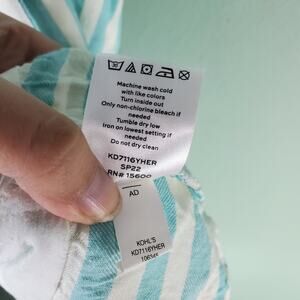 Machine wash cold
with like colors
Turn inside out
Only non-chlorine bleach if
needed
Tumble dry low
Iron on lowest setting if
needed
Do not dry clean
KD7116YHER
SP22
RN# 15600
AD
KOHL'S
KD7116YHER